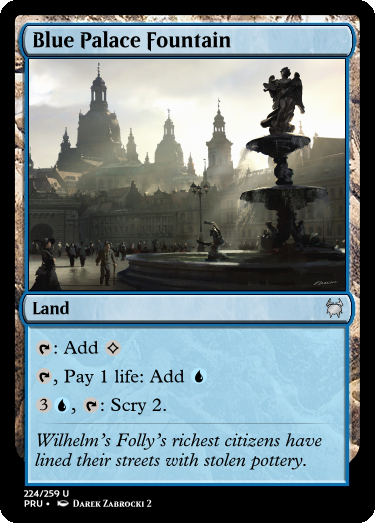 Blue Palace Fountain
Land
: Add
, Pay 1 life: Add
3 , : Scry 2.
Wilhelm's Folly's richest citizens have
lined their streets with stolen pottery.
224/259 U
PRU • Darek Zabrocki 2